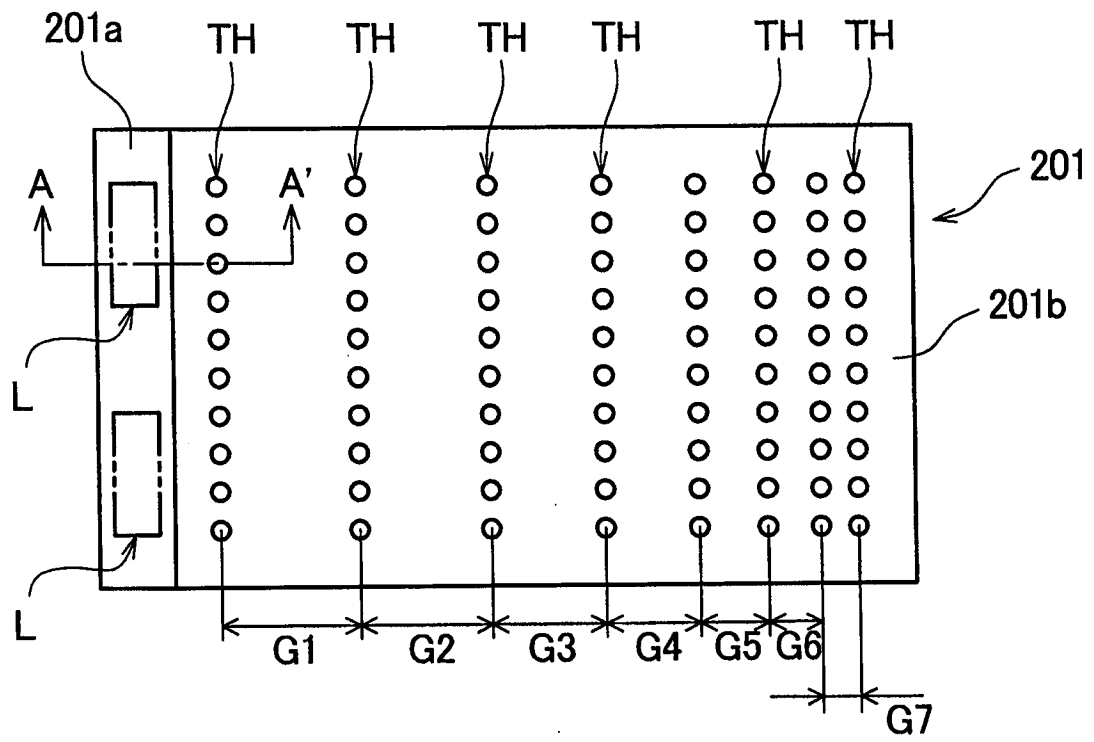 201a
TH TH TH TH TH TH
A A' 201
201b
L
L
G1 G2 G3 G4 G5 G6
G7